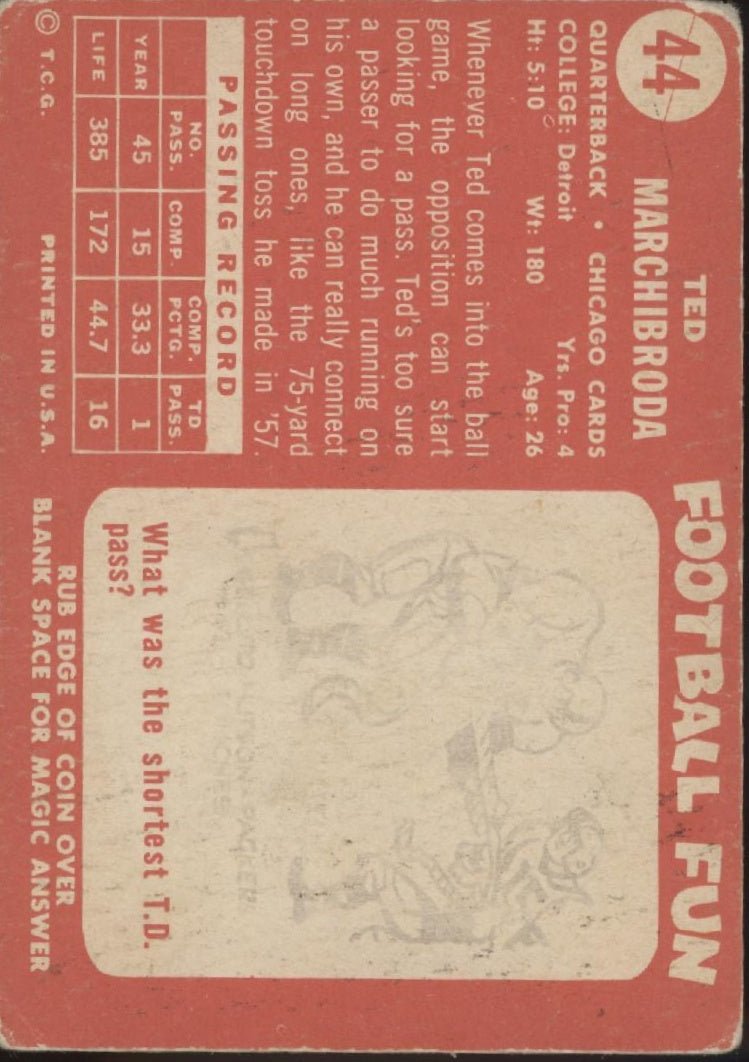 44
TED
MARCHIBRODA
QUARTERBACK • CHICAGO CARDS
COLLEGE: Detroit Yrs. Pro: 4
Ht: 5:10 Wt: 180 Age: 26
Whenever Ted comes into the ball
game, the opposition can start
looking for a pass. Ted's too sure
a passer to do much running on
his own, and he can really connect
on long ones, like the 75-yard
touchdown toss he made in '57.
PASSING RECORD
NO. PASS. COMP. COMP. PCTG. TD PASS.
YEAR 45 15 33.3 1
LIFE 385 172 44.7 16
© T.C.G. PRINTED IN U.S.A.
FOOTBALL FUN
What was the shortest T.D.
pass?
RUB EDGE OF COIN OVER
BLANK SPACE FOR MAGIC ANSWER